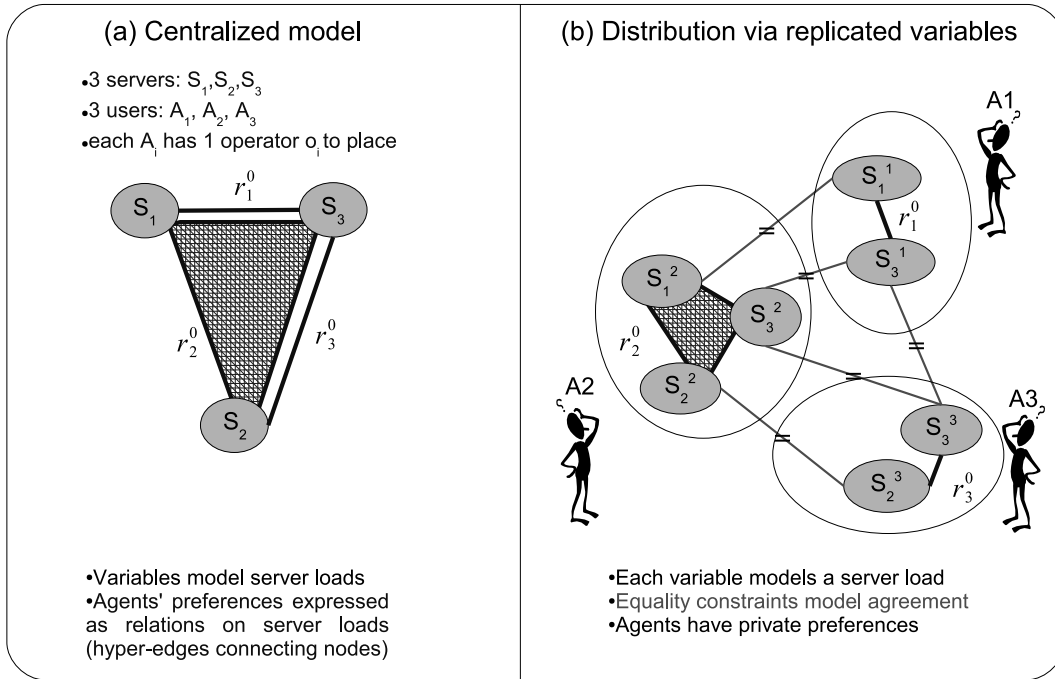 (a) Centralized model
•3 servers: S₁,S₂,S₃
•3 users: A₁, A₂, A₃
•each Aᵢ has 1 operator oᵢ to place
r₁⁰
S₁
S₃
r₂⁰
r₃⁰
S₂
•Variables model server loads
•Agents' preferences expressed
as relations on server loads
(hyper-edges connecting nodes)
(b) Distribution via replicated variables
A1
?
S₁¹
r₁⁰
=
S₃¹
=
S₁²
S₃²
=
r₂⁰
S₂²
=
A2
?
=
A3
?
S₃³
S₂³
r₃⁰
•Each variable models a server load
•Equality constraints model agreement
•Agents have private preferences